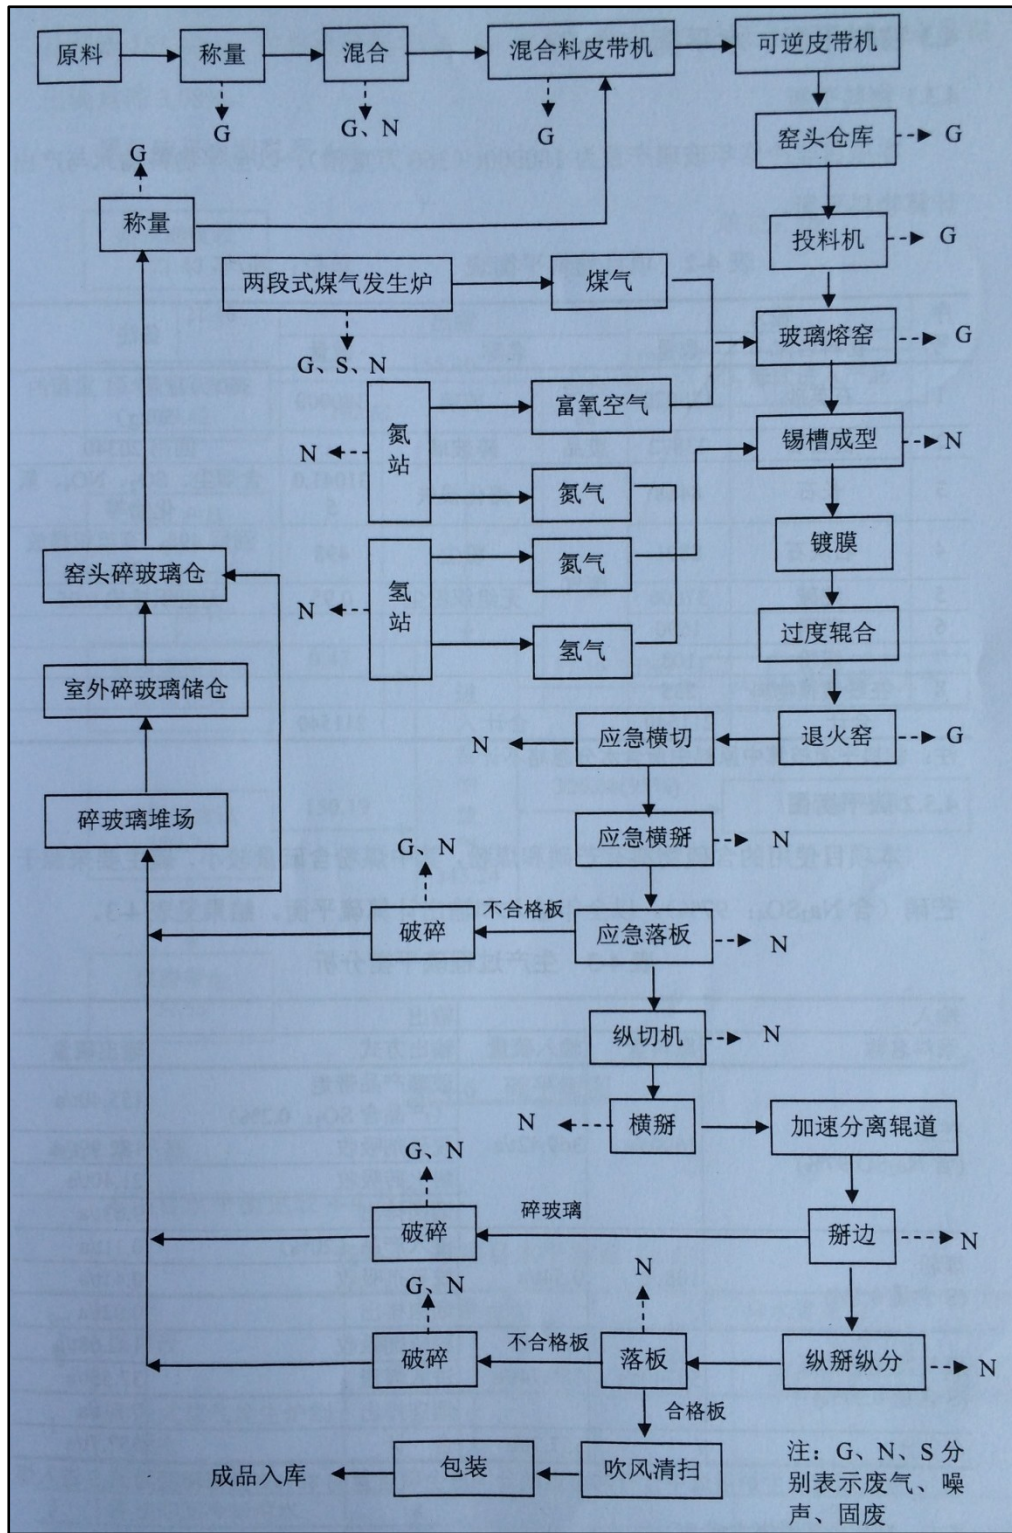 原料
称量
混合
混合料皮带机
可逆皮带机
G
G、N
G
窑头仓库
G
G
称量
投料机
G
两段式煤气发生炉
煤气
玻璃熔窑
G
G、S、N
富氧空气
氮站
N
锡槽成型
N
氮气
镀膜
窑头碎玻璃仓
氮气
氢站
N
过度辊合
氢气
室外碎玻璃储仓
N
应急横切
退火窑
G
碎玻璃堆场
应急横掰
N
G、N
不合格板
破碎
应急落板
N
纵切机
N
N
横掰
加速分离辊道
G、N
碎玻璃
破碎
掰边
N
N
G、N
不合格板
破碎
落板
纵掰纵分
N
合格板
成品入库
包装
吹风清扫
注：G、N、S 分
别表示废气、噪
声、固废